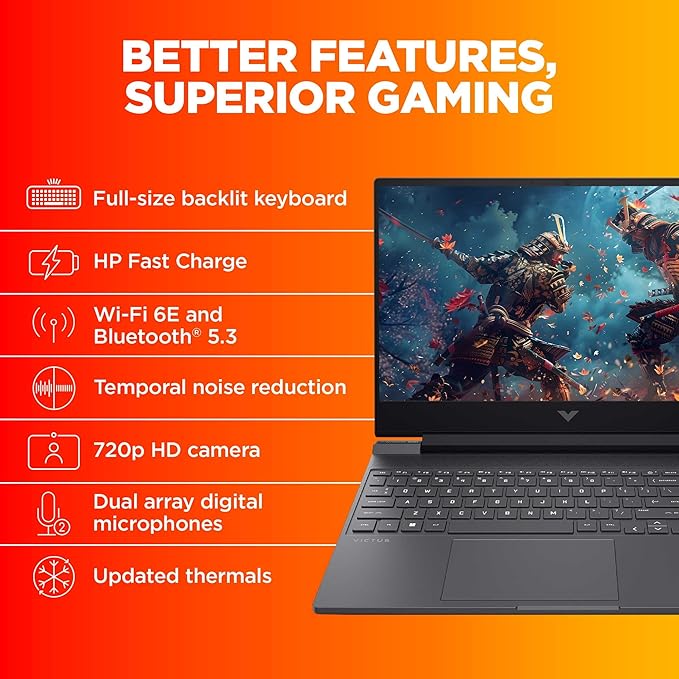 BETTER FEATURES,
SUPERIOR GAMING
Full-size backlit keyboard
HP Fast Charge
Wi-Fi 6E and
Bluetooth® 5.3
Temporal noise reduction
720p HD camera
Dual array digital
microphones
2
Updated thermals
Q W E R T Y U I O P
A S D F G H J K L
Z X C V B N M
VICTUS